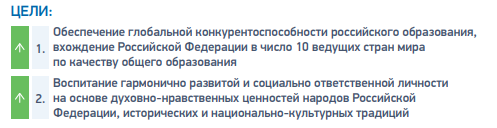 ЦЕЛИ:
1. Обеспечение глобальной конкурентоспособности российского образования,
вхождение Российской Федерации в число 10 ведущих стран мира
по качеству общего образования
2. Воспитание гармонично развитой и социально ответственной личности
на основе духовно-нравственных ценностей народов Российской
Федерации, исторических и национально-культурных традиций